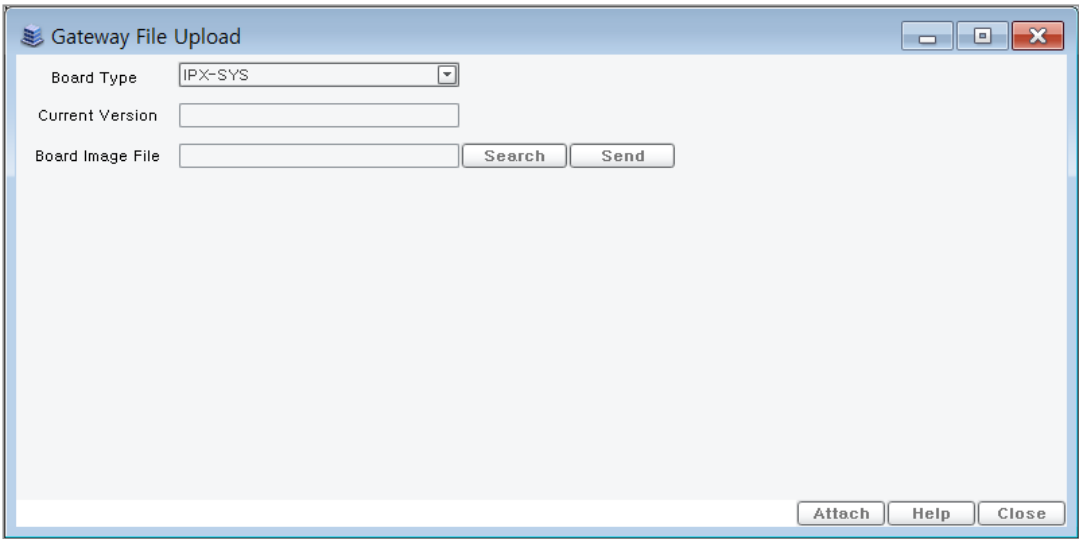 Gateway File Upload
Board Type IPX-SYS
Current Version
Board Image File Search Send
Attach Help Close